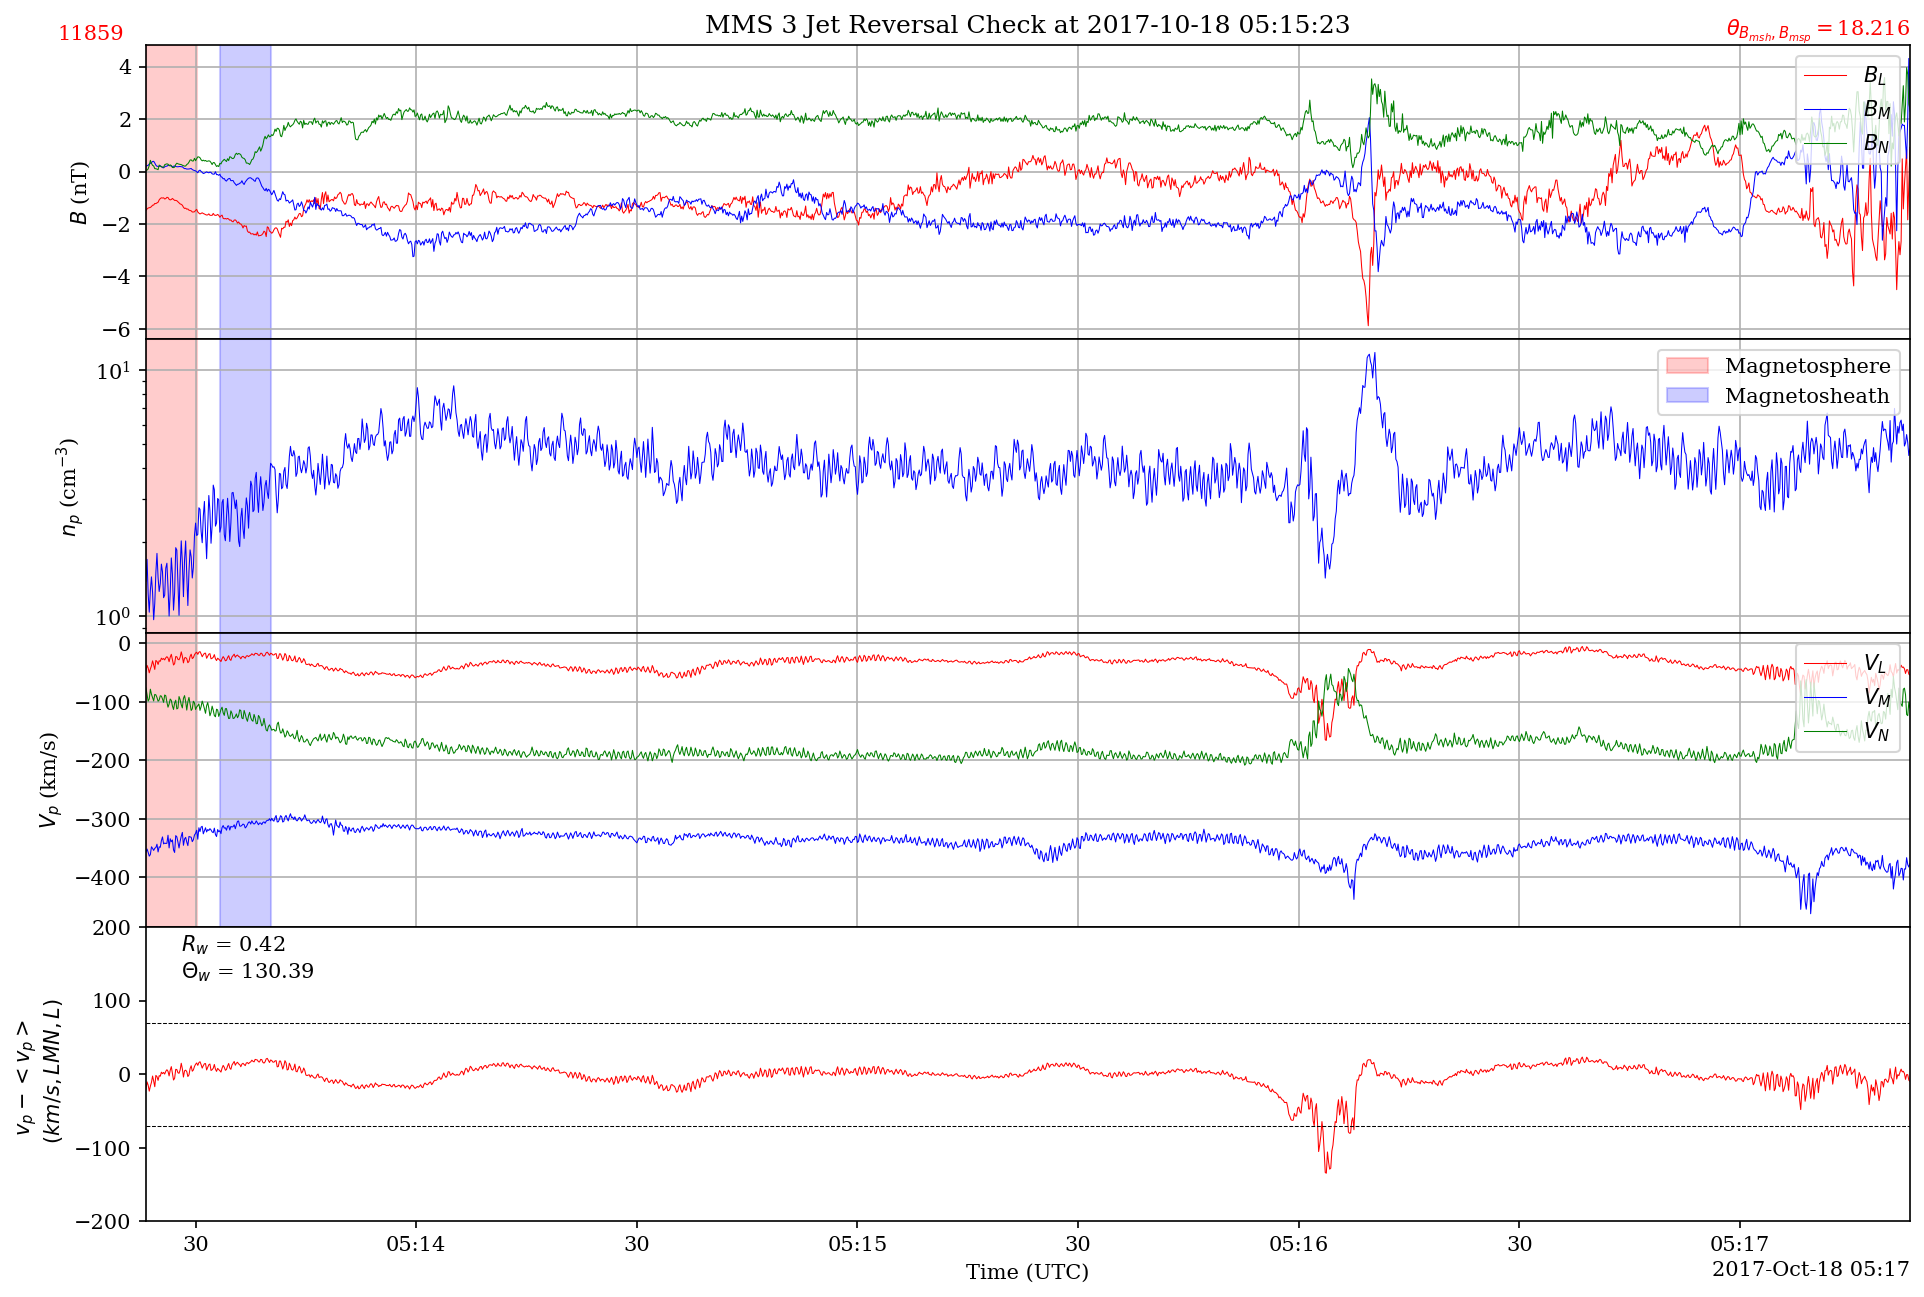 MMS 3 Jet Reversal Check at 2017-10-18 05:15:23
11859
θ_{B_{msh}, B_{msp}} = 18.216
4
2
0
−2
−4
−6
B (nT)
B_L
B_M
B_N
10^1
10^0
n_p (cm^{−3})
Magnetosphere
Magnetosheath
0
−100
−200
−300
−400
V_p (km/s)
V_L
V_M
V_N
200
100
0
−100
−200
v_p − < v_p >
(km/s, LMN, L)
R_w = 0.42
Θ_w = 130.39
30
05:14
30
05:15
30
05:16
30
05:17
Time (UTC)
2017-Oct-18 05:17